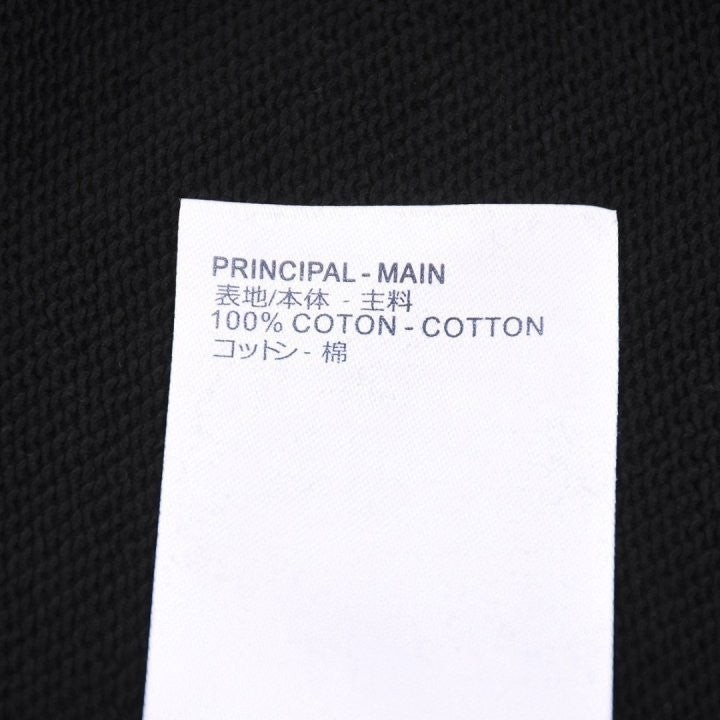 PRINCIPAL - MAIN
表地/本体 - 主料
100% COTON - COTTON
コットン - 棉